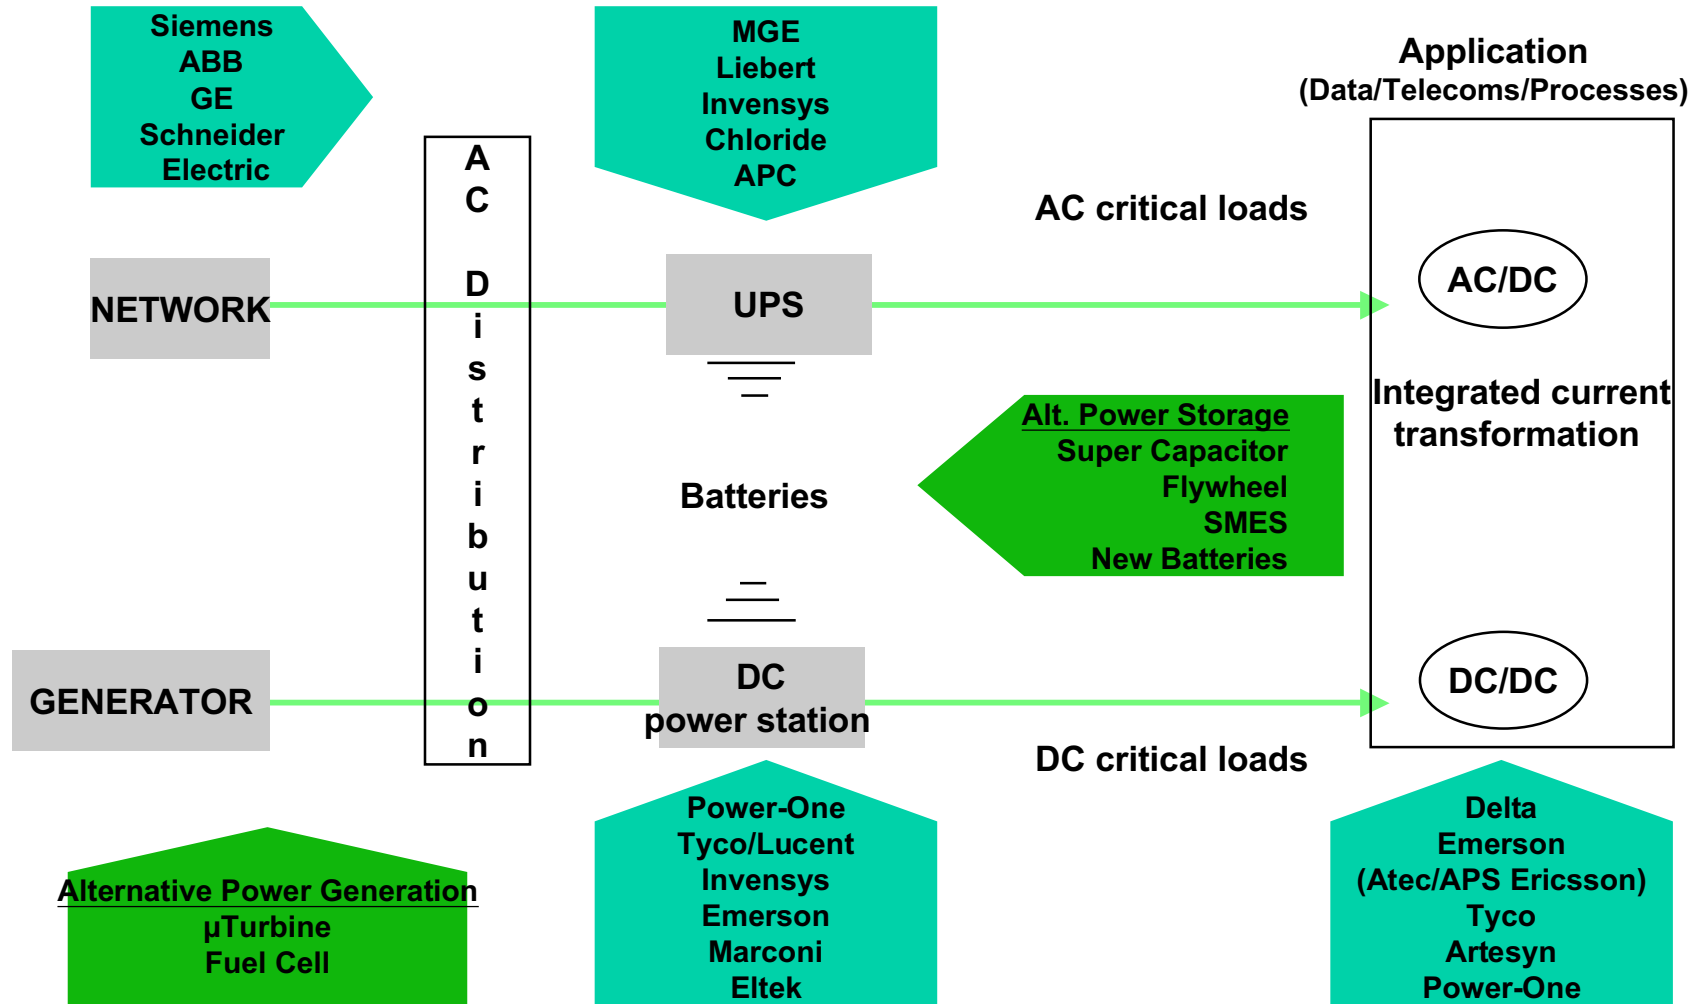 Siemens
ABB
GE
Schneider
Electric
MGE
Liebert
Invensys
Chloride
APC
Application
(Data/Telecoms/Processes)
AC Distribution
AC critical loads
NETWORK
UPS
AC/DC
Integrated current
transformation
Alt. Power Storage
Super Capacitor
Flywheel
SMES
New Batteries
Batteries
GENERATOR
DC
power station
DC/DC
DC critical loads
Alternative Power Generation
µTurbine
Fuel Cell
Power-One
Tyco/Lucent
Invensys
Emerson
Marconi
Eltek
Delta
Emerson
(Atec/APS Ericsson)
Tyco
Artesyn
Power-One